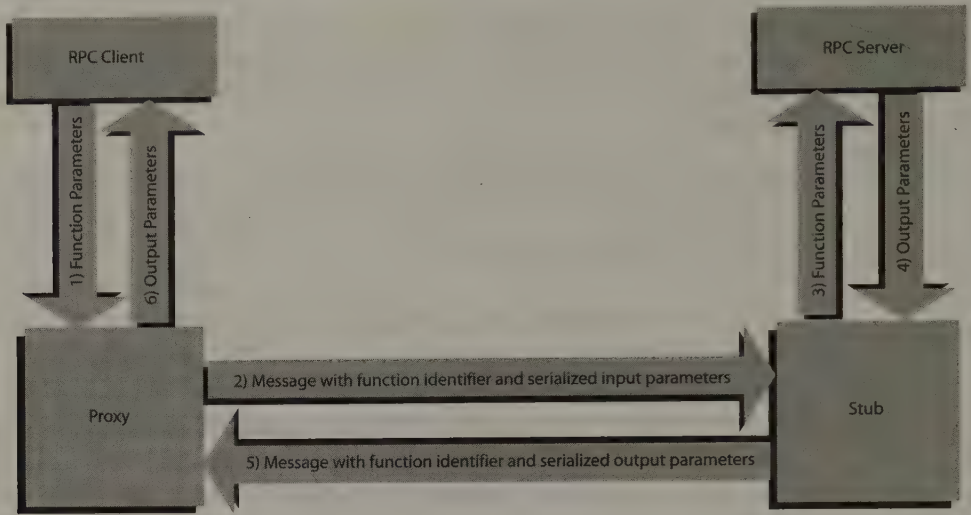 RPC Client
RPC Server
1) Function Parameters
6) Output Parameters
3) Function Parameters
4) Output Parameters
2) Message with function identifier and serialized input parameters
Proxy
Stub
5) Message with function identifier and serialized output parameters